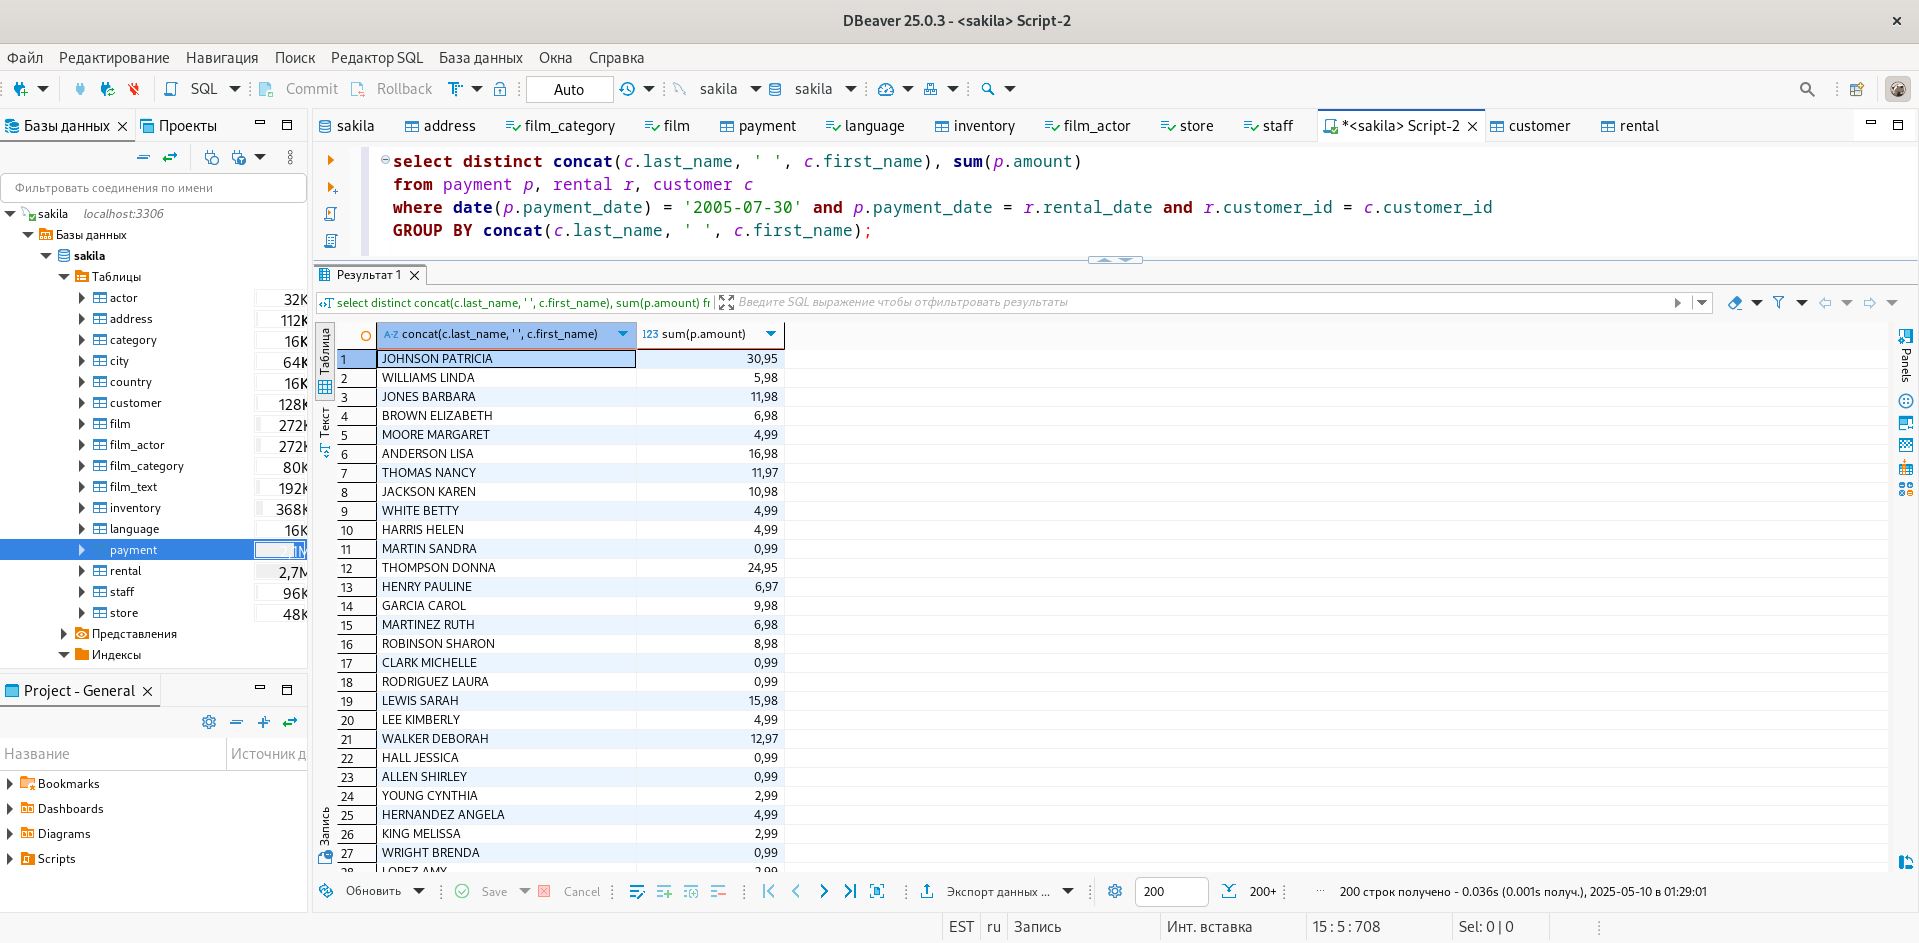 DBeaver 25.0.3 - <sakila> Script-2
Файл Редактирование Навигация Поиск Редактор SQL База данных Окна Справка
SQL Commit Rollback Auto sakila sakila
Базы данных Проекты
sakila address film_category film payment language inventory film_actor store staff *<sakila> Script-2 customer rental
Фильтровать соединения по имени
sakila localhost:3306
Базы данных
sakila
Таблицы
actor 32K
address 112K
category 16K
city 64K
country 16K
customer 128K
film 272K
film_actor 272K
film_category 80K
film_text 192K
inventory 368K
language 16K
payment
rental 2,7M
staff 96K
store 48K
Представления
Индексы
Project - General
Название Источник д
Bookmarks
Dashboards
Diagrams
Scripts
select distinct concat(c.last_name, ' ', c.first_name), sum(p.amount)
from payment p, rental r, customer c
where date(p.payment_date) = '2005-07-30' and p.payment_date = r.rental_date and r.customer_id = c.customer_id
GROUP BY concat(c.last_name, ' ', c.first_name);
Результат 1
select distinct concat(c.last_name, ' ', c.first_name), sum(p.amount) fr Введите SQL выражение чтобы отфильтровать результаты
Таблица
Текст
Запись
Panels
A-Z concat(c.last_name, ' ', c.first_name) 123 sum(p.amount)
1 JOHNSON PATRICIA 30,95
2 WILLIAMS LINDA 5,98
3 JONES BARBARA 11,98
4 BROWN ELIZABETH 6,98
5 MOORE MARGARET 4,99
6 ANDERSON LISA 16,98
7 THOMAS NANCY 11,97
8 JACKSON KAREN 10,98
9 WHITE BETTY 4,99
10 HARRIS HELEN 4,99
11 MARTIN SANDRA 0,99
12 THOMPSON DONNA 24,95
13 HENRY PAULINE 6,97
14 GARCIA CAROL 9,98
15 MARTINEZ RUTH 6,98
16 ROBINSON SHARON 8,98
17 CLARK MICHELLE 0,99
18 RODRIGUEZ LAURA 0,99
19 LEWIS SARAH 15,98
20 LEE KIMBERLY 4,99
21 WALKER DEBORAH 12,97
22 HALL JESSICA 0,99
23 ALLEN SHIRLEY 0,99
24 YOUNG CYNTHIA 2,99
25 HERNANDEZ ANGELA 4,99
26 KING MELISSA 2,99
27 WRIGHT BRENDA 0,99
28 LOPEZ AMY 2,99
Обновить Save Cancel Экспорт данных ... 200 200+ ... 200 строк получено - 0.036s (0.001s получ.), 2025-05-10 в 01:29:01
EST ru Запись Инт. вставка 15 : 5 : 708 Sel: 0 | 0